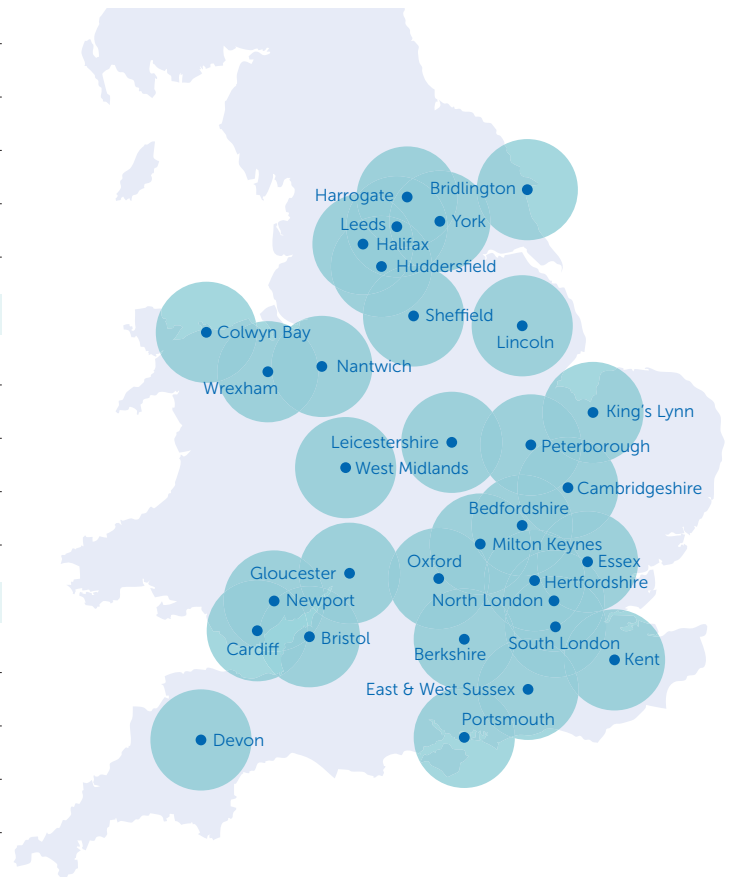 Bridlington
Harrogate
York
Leeds
Halifax
Huddersfield
Sheffield
Lincoln
Colwyn Bay
Nantwich
Wrexham
King's Lynn
Leicestershire
Peterborough
West Midlands
Cambridgeshire
Bedfordshire
Milton Keynes
Oxford
Essex
Gloucester
Hertfordshire
Newport
North London
Bristol
South London
Cardiff
Berkshire
Kent
East & West Sussex
Portsmouth
Devon